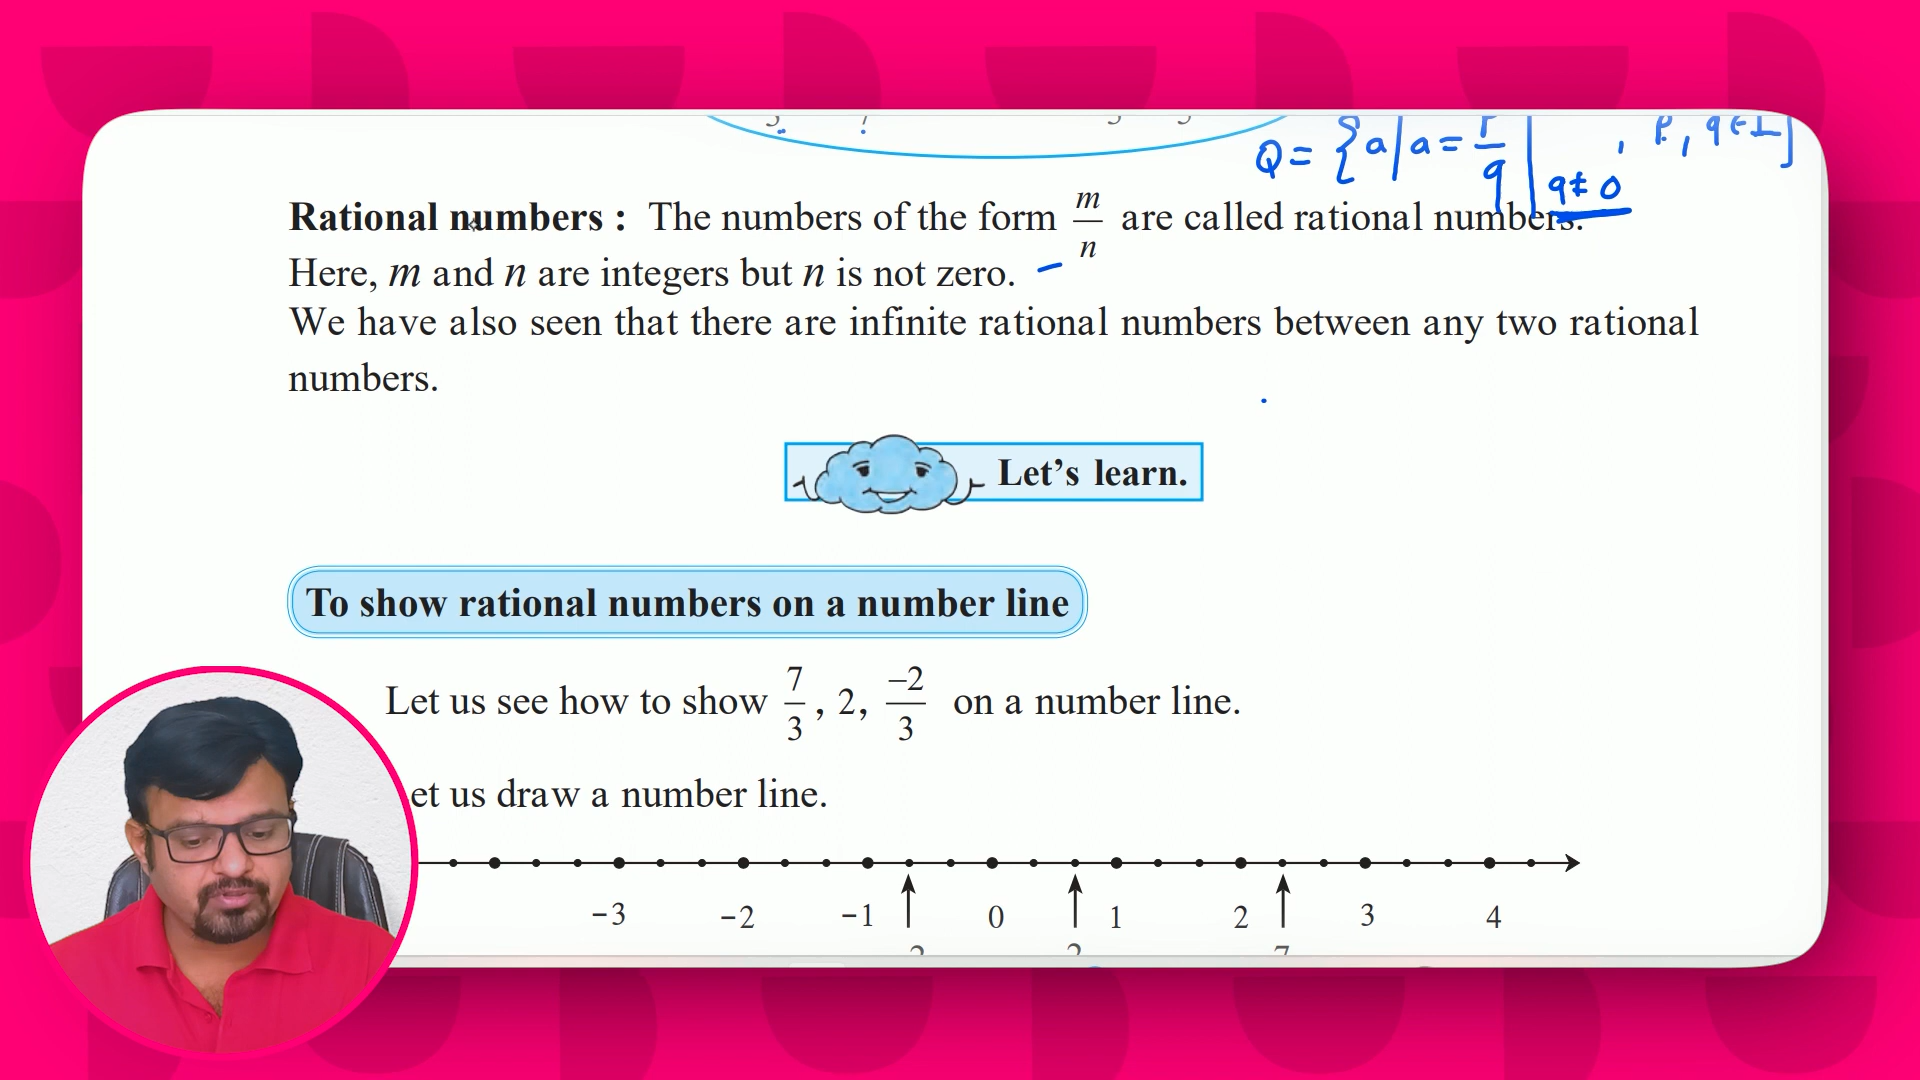 Q = { a | a = p/q | , p, q ∈ I }
q ≠ 0
Rational numbers : The numbers of the form m/n are called rational numbers.
Here, m and n are integers but n is not zero.
We have also seen that there are infinite rational numbers between any two rational
numbers.
Let's learn.
To show rational numbers on a number line
Let us see how to show 7/3, 2, −2/3 on a number line.
et us draw a number line.
−3 −2 −1 0 1 2 3 4